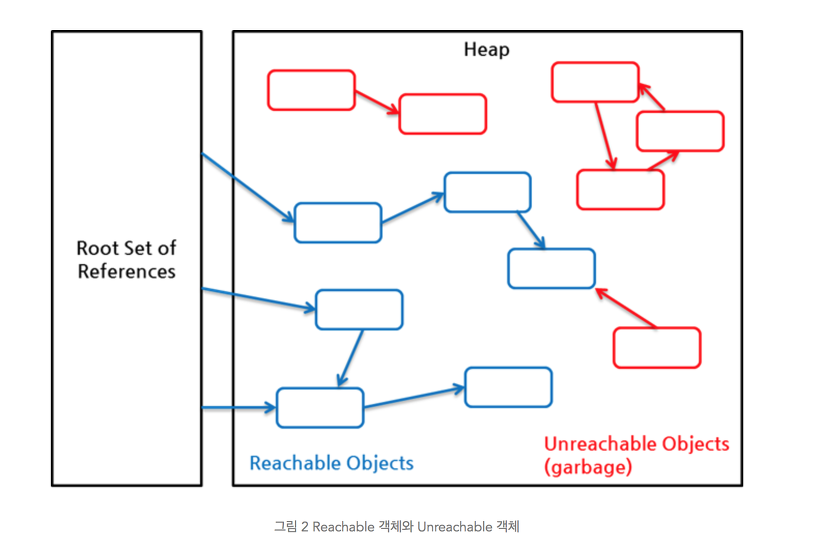 Heap
Root Set of
References
Reachable Objects
Unreachable Objects
(garbage)
그림 2 Reachable 객체와 Unreachable 객체